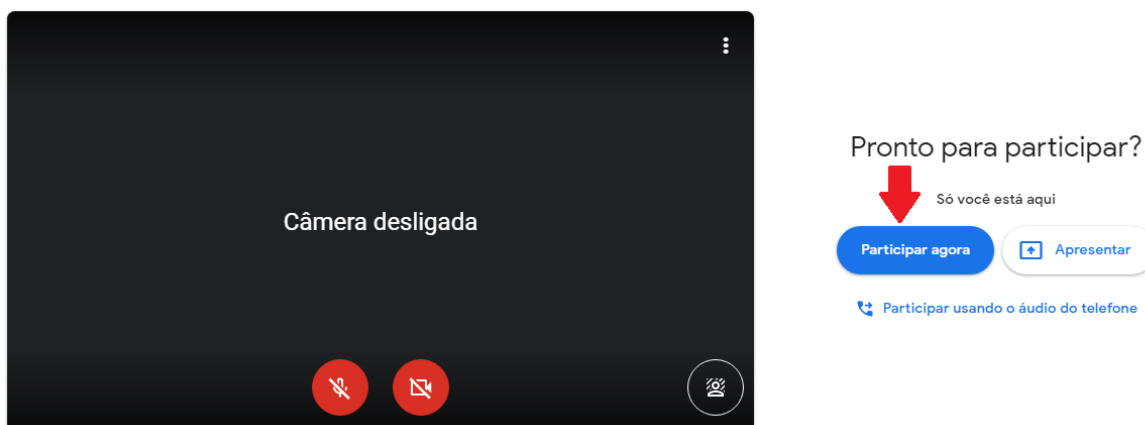 Câmera desligada
Pronto para participar?
Só você está aqui
Participar agora
Apresentar
Participar usando o áudio do telefone